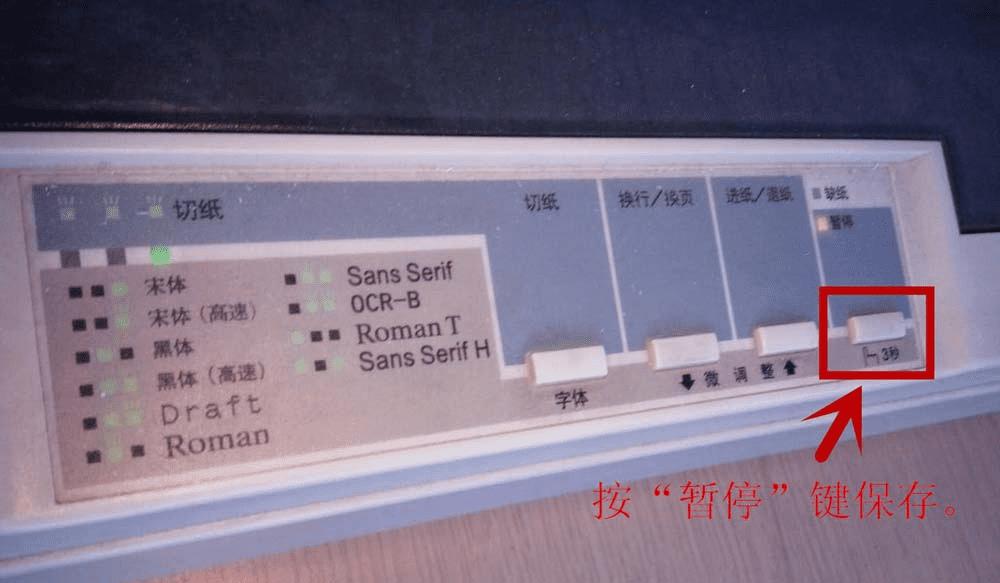 切纸
宋体
宋体（高速）
黑体
黑体（高速）
Draft
Roman
Sans Serif
OCR-B
Roman T
Sans Serif H
切纸
换行/换页
进纸/退纸
缺纸
暂停
字体
微调整
3秒
按“暂停”键保存。